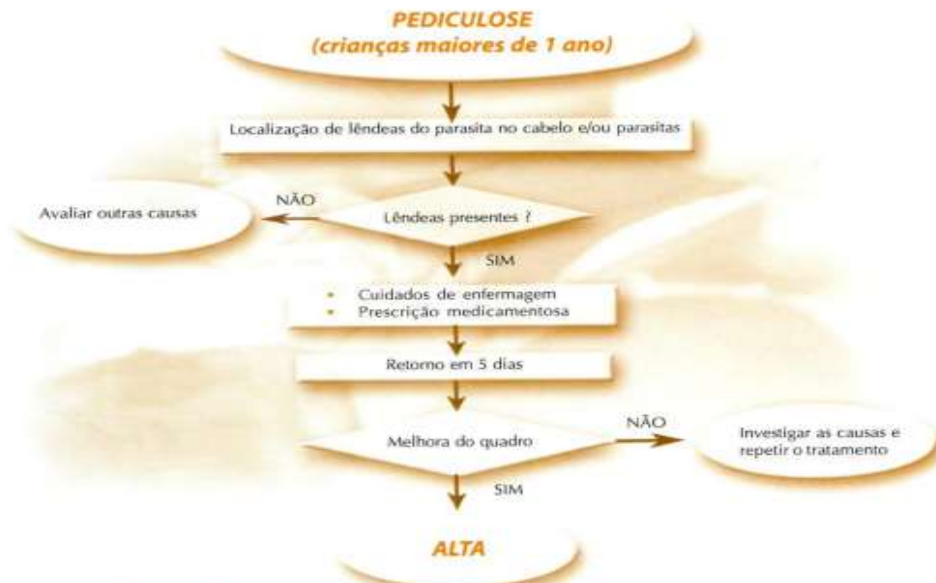 PEDICULOSE
(crianças maiores de 1 ano)
Localização de lêndeas do parasita no cabelo e/ou parasitas
NÃO
Avaliar outras causas
Lêndeas presentes ?
SIM
• Cuidados de enfermagem
• Prescrição medicamentosa
Retorno em 5 dias
NÃO
Melhora do quadro
Investigar as causas e
repetir o tratamento
SIM
ALTA